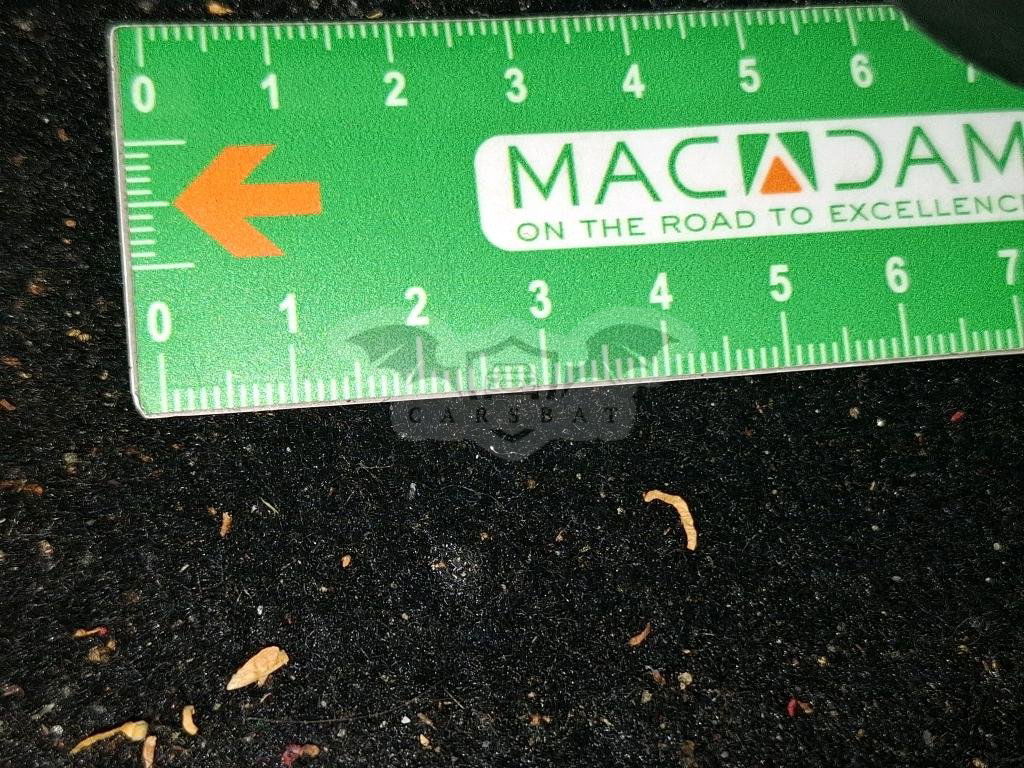 0 1 2 3 4 5 6
MACADAM
ON THE ROAD TO EXCELLENCE
0 1 2 3 4 5 6 7
CARSBAT